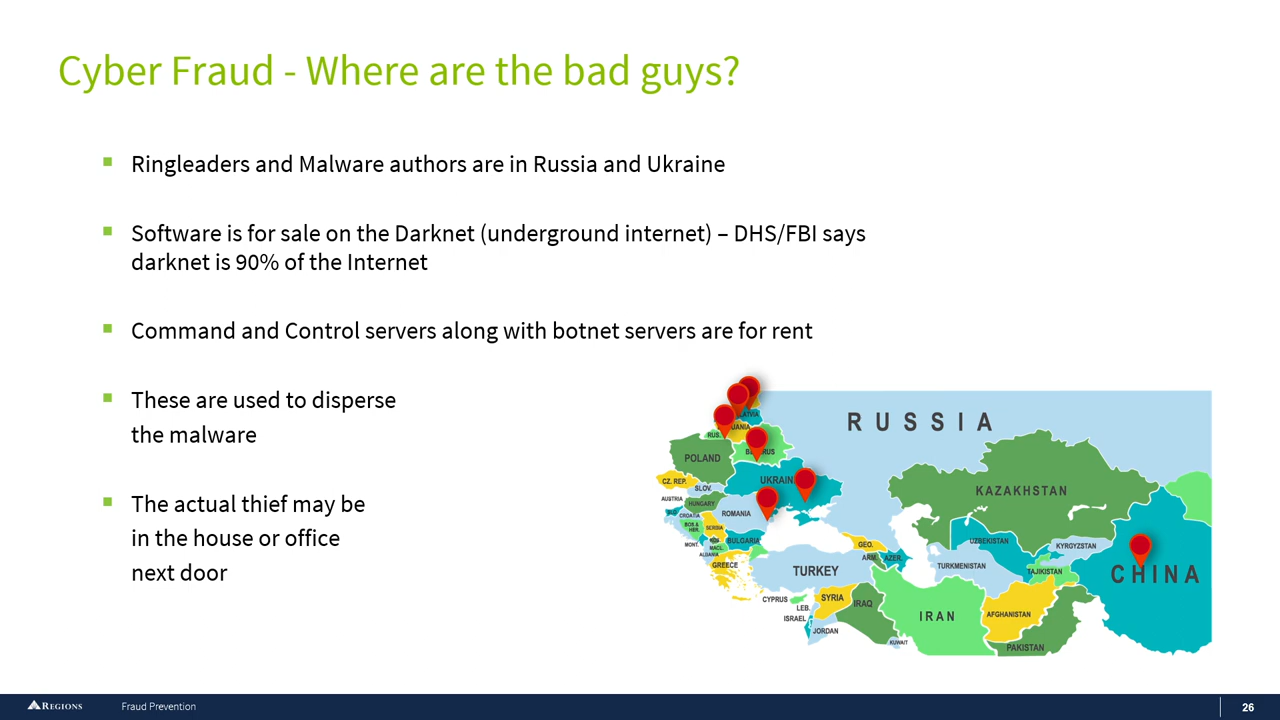 Cyber Fraud - Where are the bad guys?
Ringleaders and Malware authors are in Russia and Ukraine
Software is for sale on the Darknet (underground internet) – DHS/FBI says
darknet is 90% of the Internet
Command and Control servers along with botnet servers are for rent
These are used to disperse
the malware
The actual thief may be
in the house or office
next door
RUSSIA
RUS.
POLAND
CZ. REP.
SLOV.
UKRAIN
AUSTRIA
HUNGARY
KAZAKHSTAN
CROATIA
ROMANIA
BOS & HER.
SERBIA
MONT.
MACL.
BULGARIA
ALBANIA
GREECE
GEO.
ARM.
AZER.
UZBEKISTAN
KYRGYZSTAN
TURKMENISTAN
TAJIKISTAN
CHINA
TURKEY
CYPRUS
SYRIA
LEB.
IRAQ
ISRAEL
JORDAN
KUWAIT
IRAN
AFGHANISTAN
PAKISTAN
REGIONS
Fraud Prevention
26